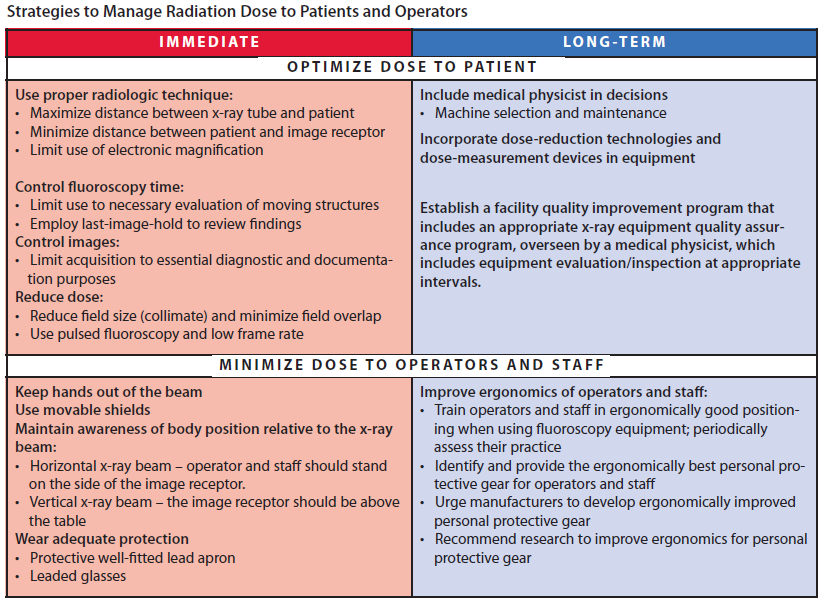 Strategies to Manage Radiation Dose to Patients and Operators
IMMEDIATE
LONG-TERM
OPTIMIZE DOSE TO PATIENT
Use proper radiologic technique:
• Maximize distance between x-ray tube and patient
• Minimize distance between patient and image receptor
• Limit use of electronic magnification
Control fluoroscopy time:
• Limit use to necessary evaluation of moving structures
• Employ last-image-hold to review findings
Control images:
• Limit acquisition to essential diagnostic and documenta-
tion purposes
Reduce dose:
• Reduce field size (collimate) and minimize field overlap
• Use pulsed fluoroscopy and low frame rate
Include medical physicist in decisions
• Machine selection and maintenance
Incorporate dose-reduction technologies and
dose-measurement devices in equipment
Establish a facility quality improvement program that
includes an appropriate x-ray equipment quality assur-
ance program, overseen by a medical physicist, which
includes equipment evaluation/inspection at appropriate
intervals.
MINIMIZE DOSE TO OPERATORS AND STAFF
Keep hands out of the beam
Use movable shields
Maintain awareness of body position relative to the x-ray
beam:
• Horizontal x-ray beam – operator and staff should stand
on the side of the image receptor.
• Vertical x-ray beam – the image receptor should be above
the table
Wear adequate protection
• Protective well-fitted lead apron
• Leaded glasses
Improve ergonomics of operators and staff:
• Train operators and staff in ergonomically good position-
ing when using fluoroscopy equipment; periodically
assess their practice
• Identify and provide the ergonomically best personal pro-
tective gear for operators and staff
• Urge manufacturers to develop ergonomically improved
personal protective gear
• Recommend research to improve ergonomics for personal
protective gear